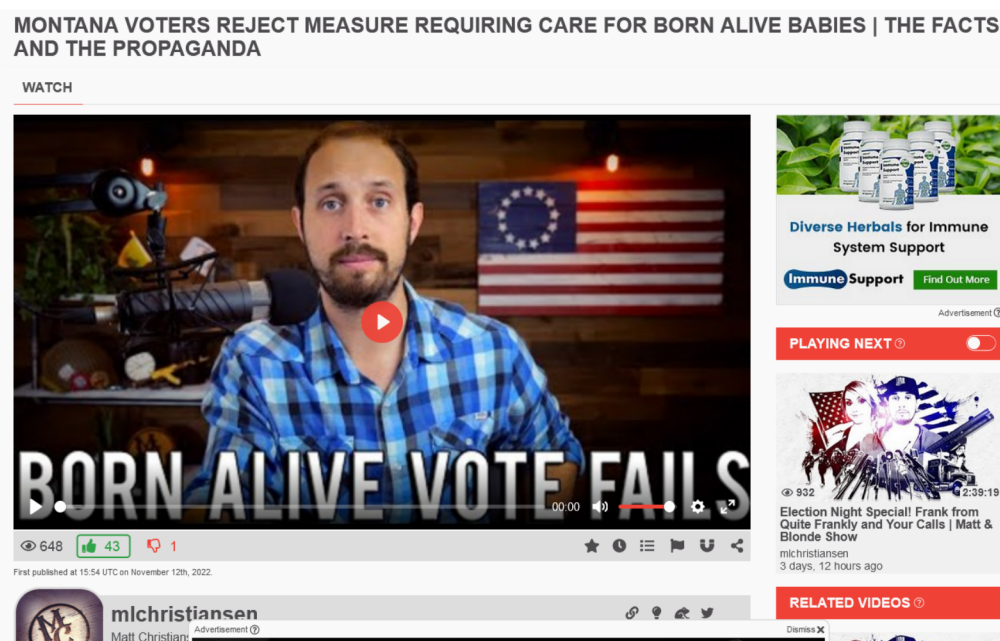 MONTANA VOTERS REJECT MEASURE REQUIRING CARE FOR BORN ALIVE BABIES | THE FACTS
AND THE PROPAGANDA
WATCH
BORN ALIVE VOTE FAILS
00:00
648
43
1
First published at 15:54 UTC on November 12th, 2022.
mlchristiansen
Matt Christians
Advertisement
Dismiss
Immune
Support
Diverse Herbals for Immune
System Support
Immune Support
Find Out More
Advertisement
PLAYING NEXT
932
2:39:19
Election Night Special! Frank from
Quite Frankly and Your Calls | Matt &
Blonde Show
mlchristiansen
3 days, 12 hours ago
RELATED VIDEOS